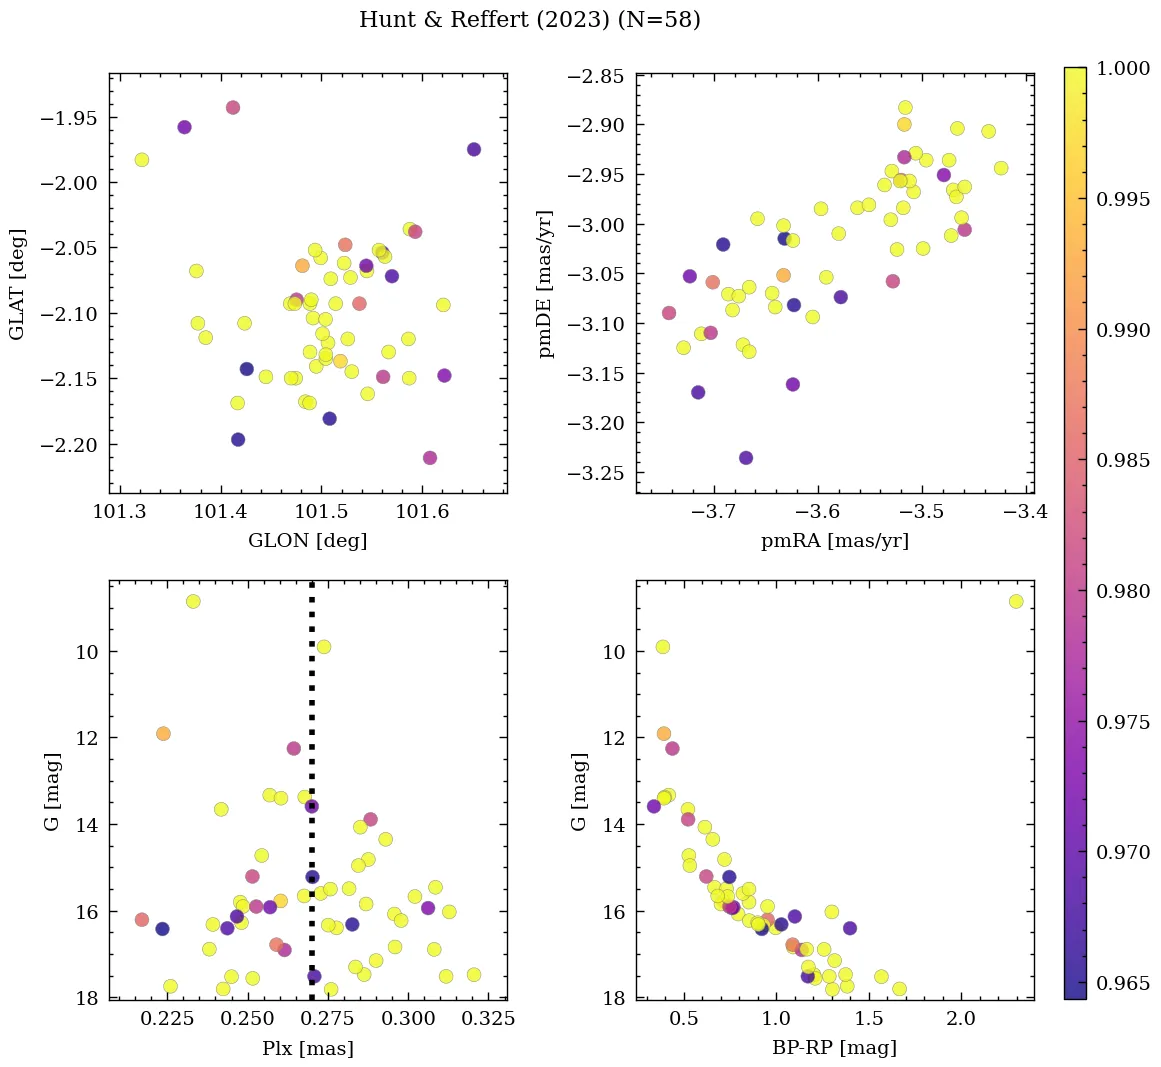 Hunt & Reffert (2023) (N=58)
−1.95
−2.00
−2.05
−2.10
−2.15
−2.20
GLAT [deg]
101.3 101.4 101.5 101.6
GLON [deg]
−2.85
−2.90
−2.95
−3.00
−3.05
−3.10
−3.15
−3.20
−3.25
pmDE [mas/yr]
−3.7 −3.6 −3.5 −3.4
pmRA [mas/yr]
10
12
14
16
18
G [mag]
0.225 0.250 0.275 0.300 0.325
Plx [mas]
10
12
14
16
18
G [mag]
0.5 1.0 1.5 2.0
BP-RP [mag]
1.000
0.995
0.990
0.985
0.980
0.975
0.970
0.965